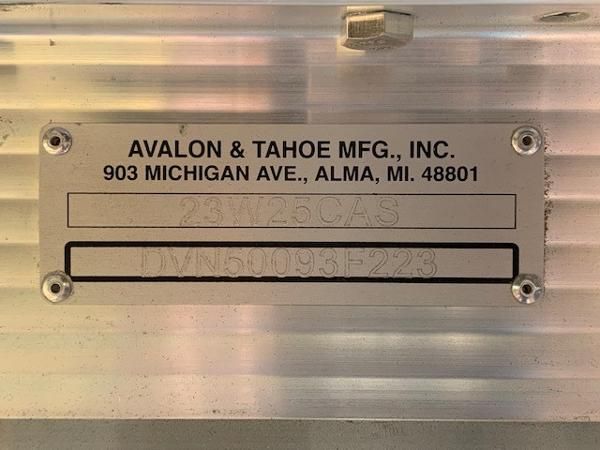 AVALON & TAHOE MFG., INC.
903 MICHIGAN AVE., ALMA, MI. 48801
23W25CAS
DVN50093F223